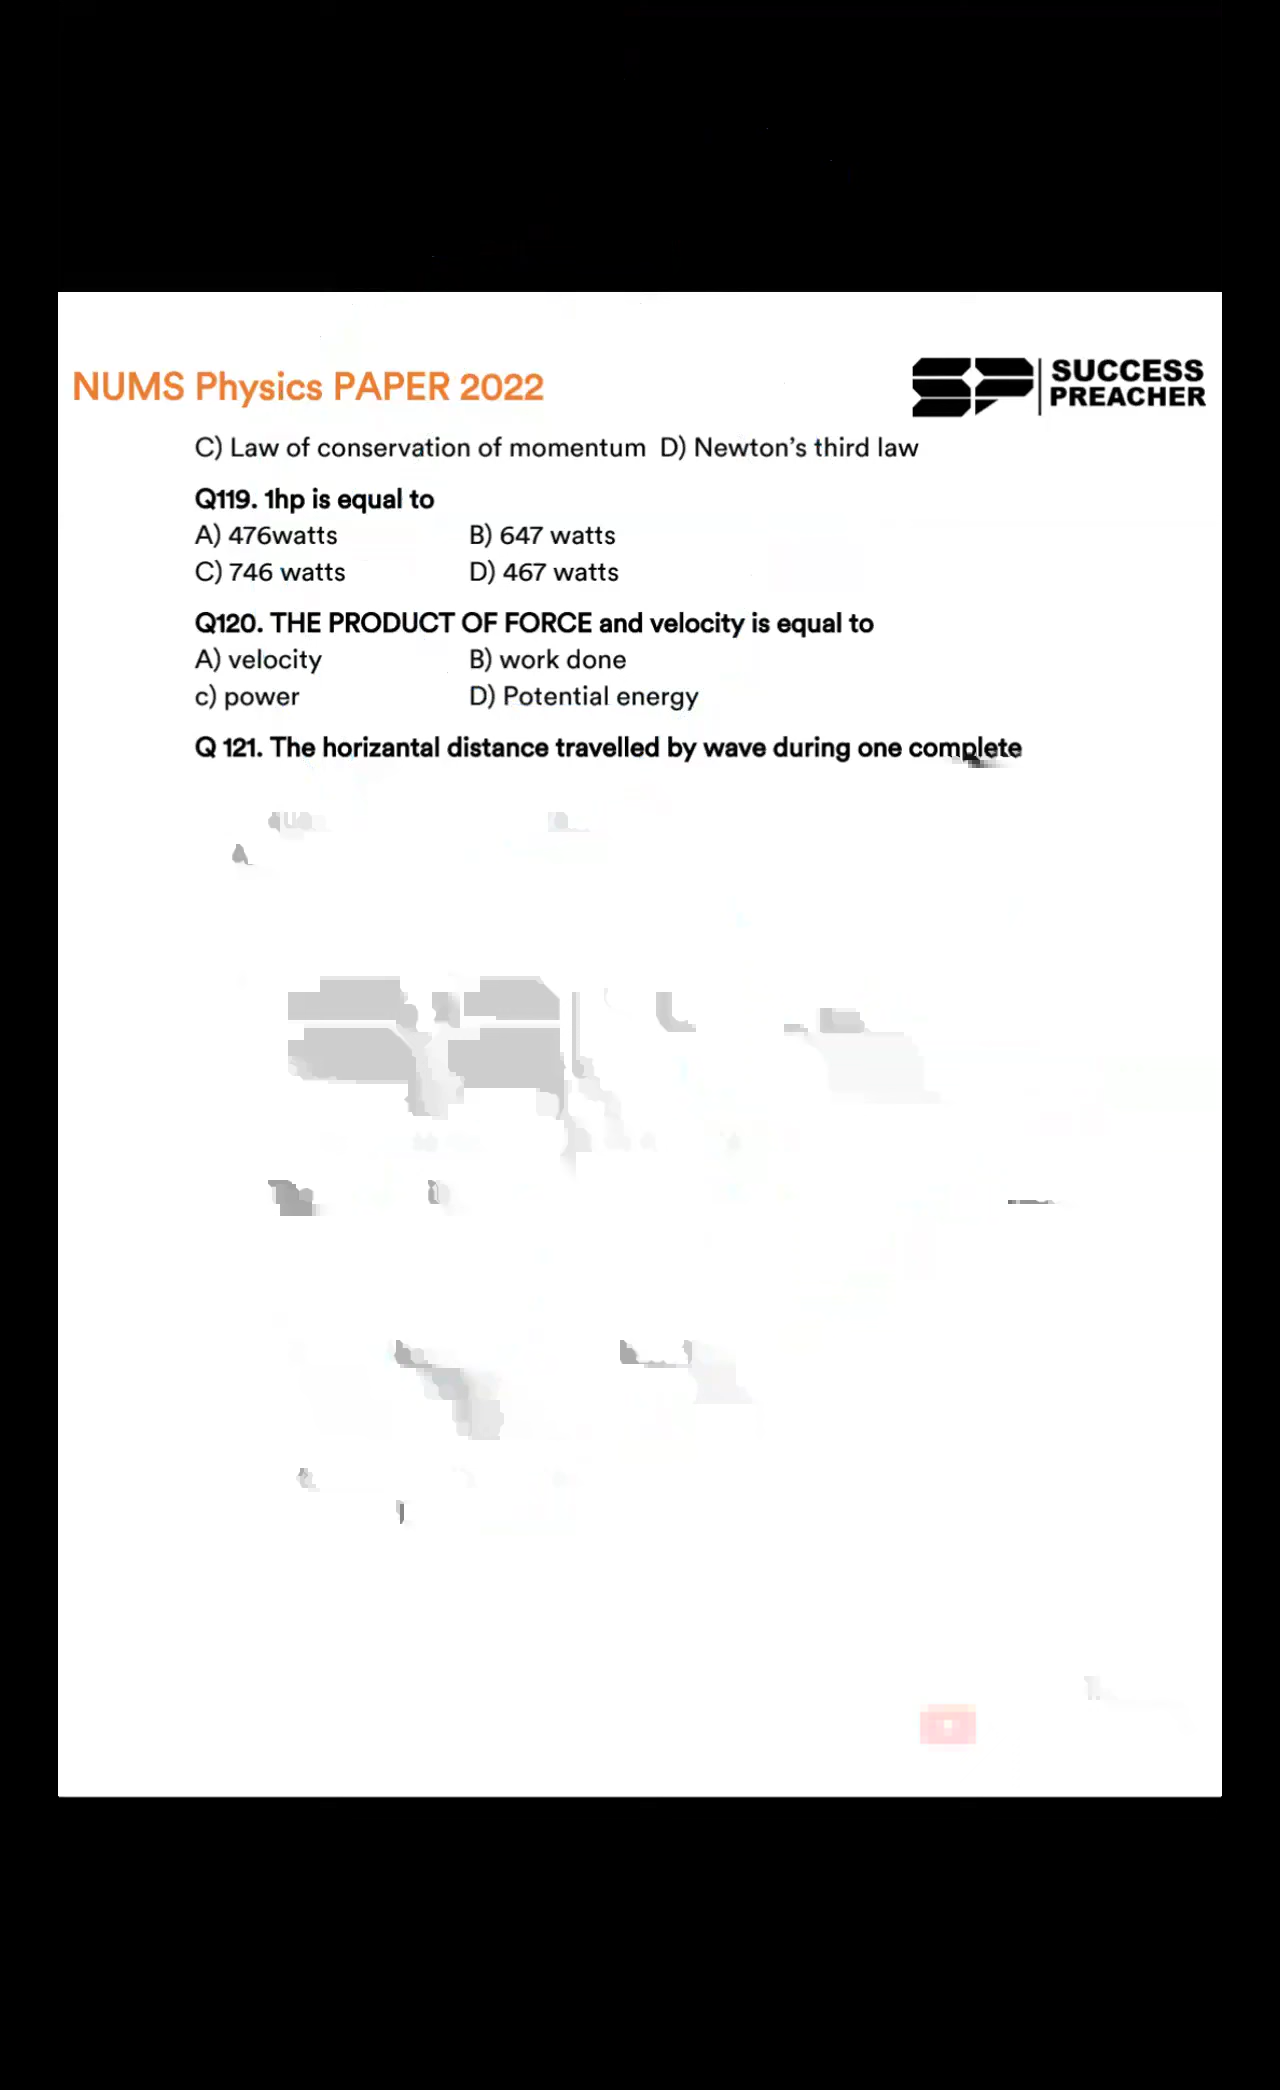 NUMS Physics PAPER 2022
SUCCESS
PREACHER
C) Law of conservation of momentum D) Newton's third law
Q119. 1hp is equal to
A) 476watts B) 647 watts
C) 746 watts D) 467 watts
Q120. THE PRODUCT OF FORCE and velocity is equal to
A) velocity B) work done
c) power D) Potential energy
Q 121. The horizantal distance travelled by wave during one complete